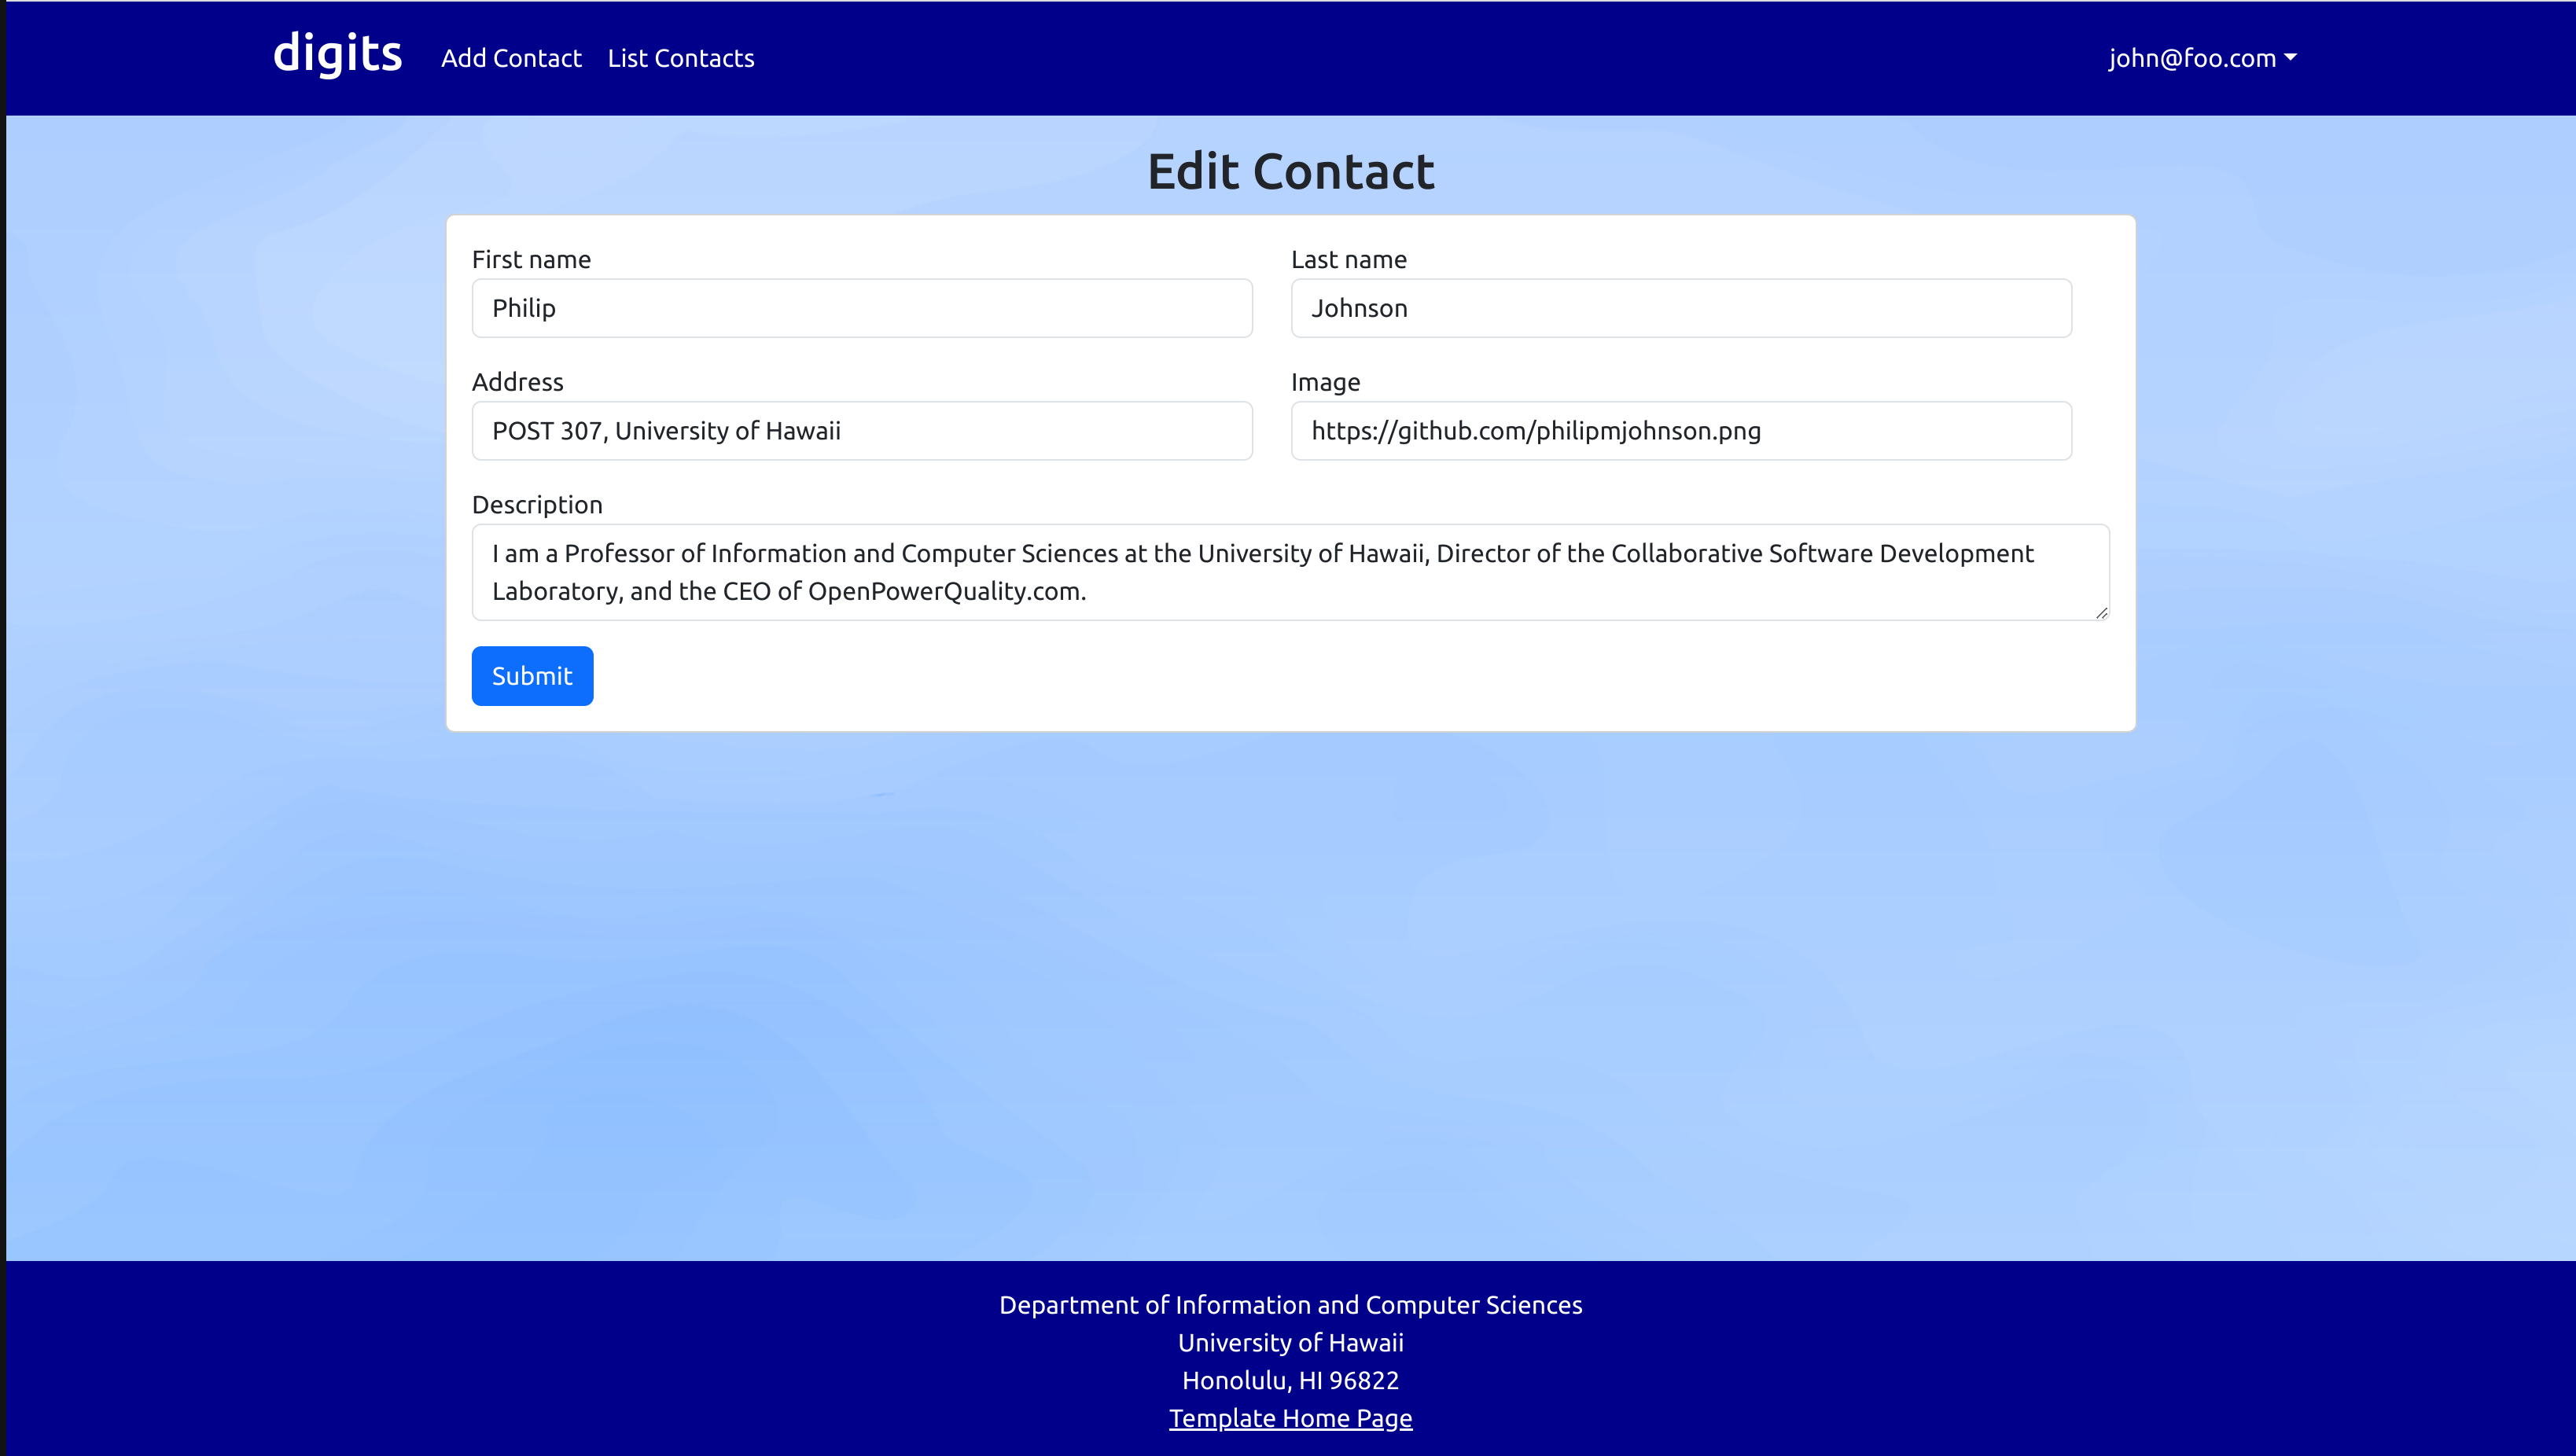 digits Add Contact List Contacts john@foo.com
Edit Contact
First name Last name
Philip Johnson
Address Image
POST 307, University of Hawaii https://github.com/philipmjohnson.png
Description
I am a Professor of Information and Computer Sciences at the University of Hawaii, Director of the Collaborative Software Development
Laboratory, and the CEO of OpenPowerQuality.com.
Submit
Department of Information and Computer Sciences
University of Hawaii
Honolulu, HI 96822
Template Home Page